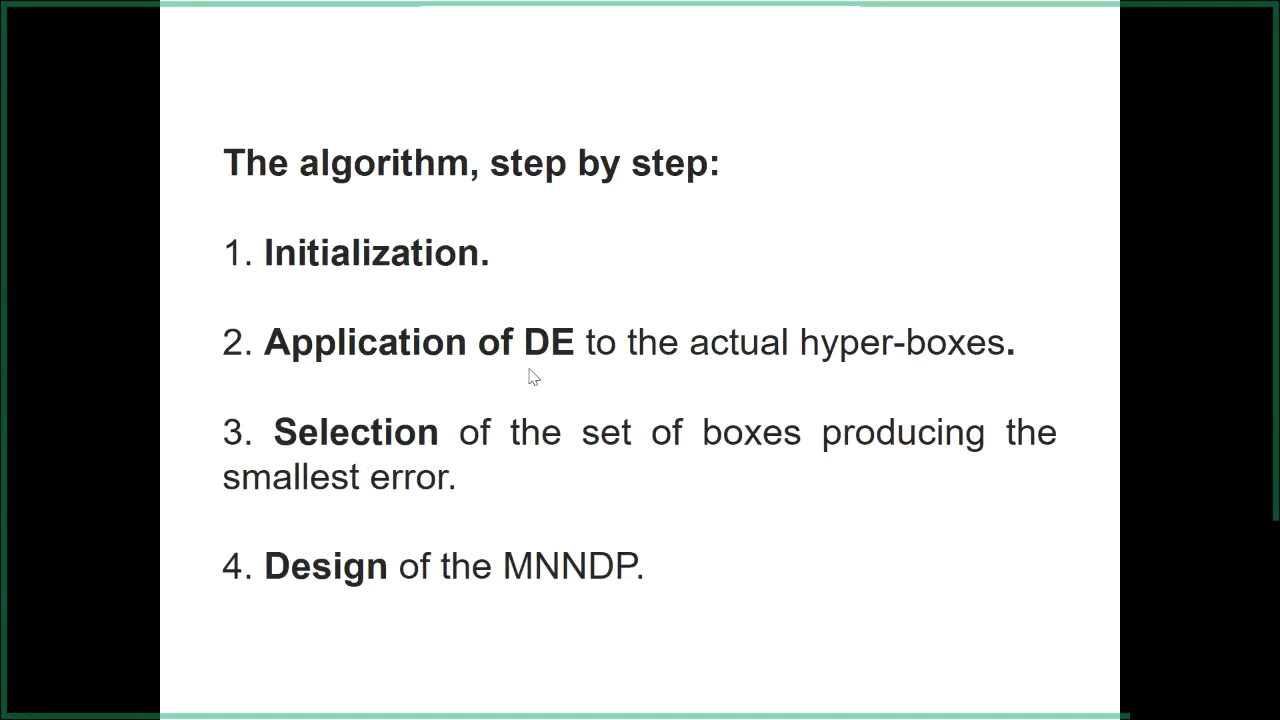 The algorithm, step by step:
1. Initialization.
2. Application of DE to the actual hyper-boxes.
3. Selection of the set of boxes producing the
smallest error.
4. Design of the MNNDP.